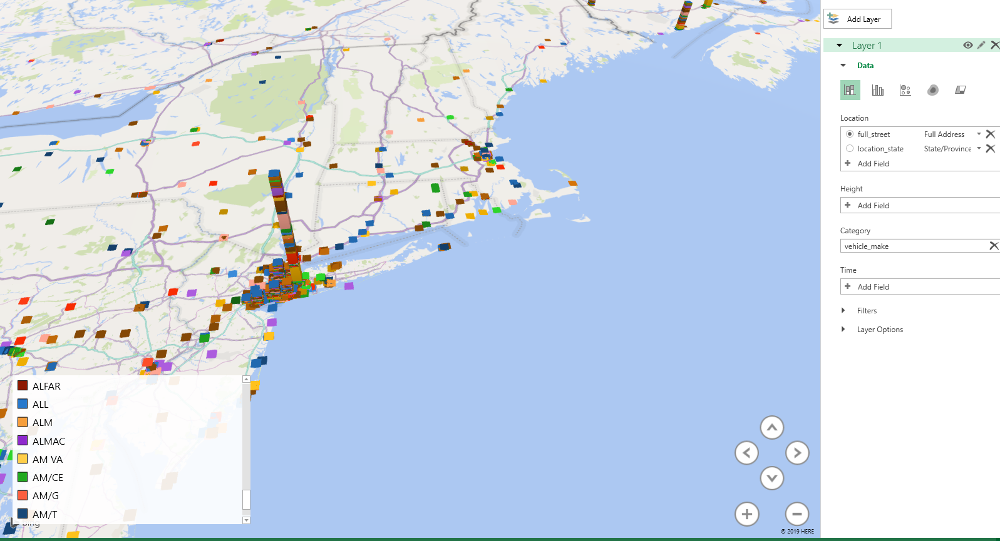 Add Layer
Layer 1
Data
Location
full_street Full Address
location_state State/Province
Add Field
Height
Add Field
Category
vehicle_make
Time
Add Field
Filters
Layer Options
ALFAR
ALL
ALM
ALMAC
AM VA
AM/CE
AM/G
AM/T
bing
© 2019 HERE